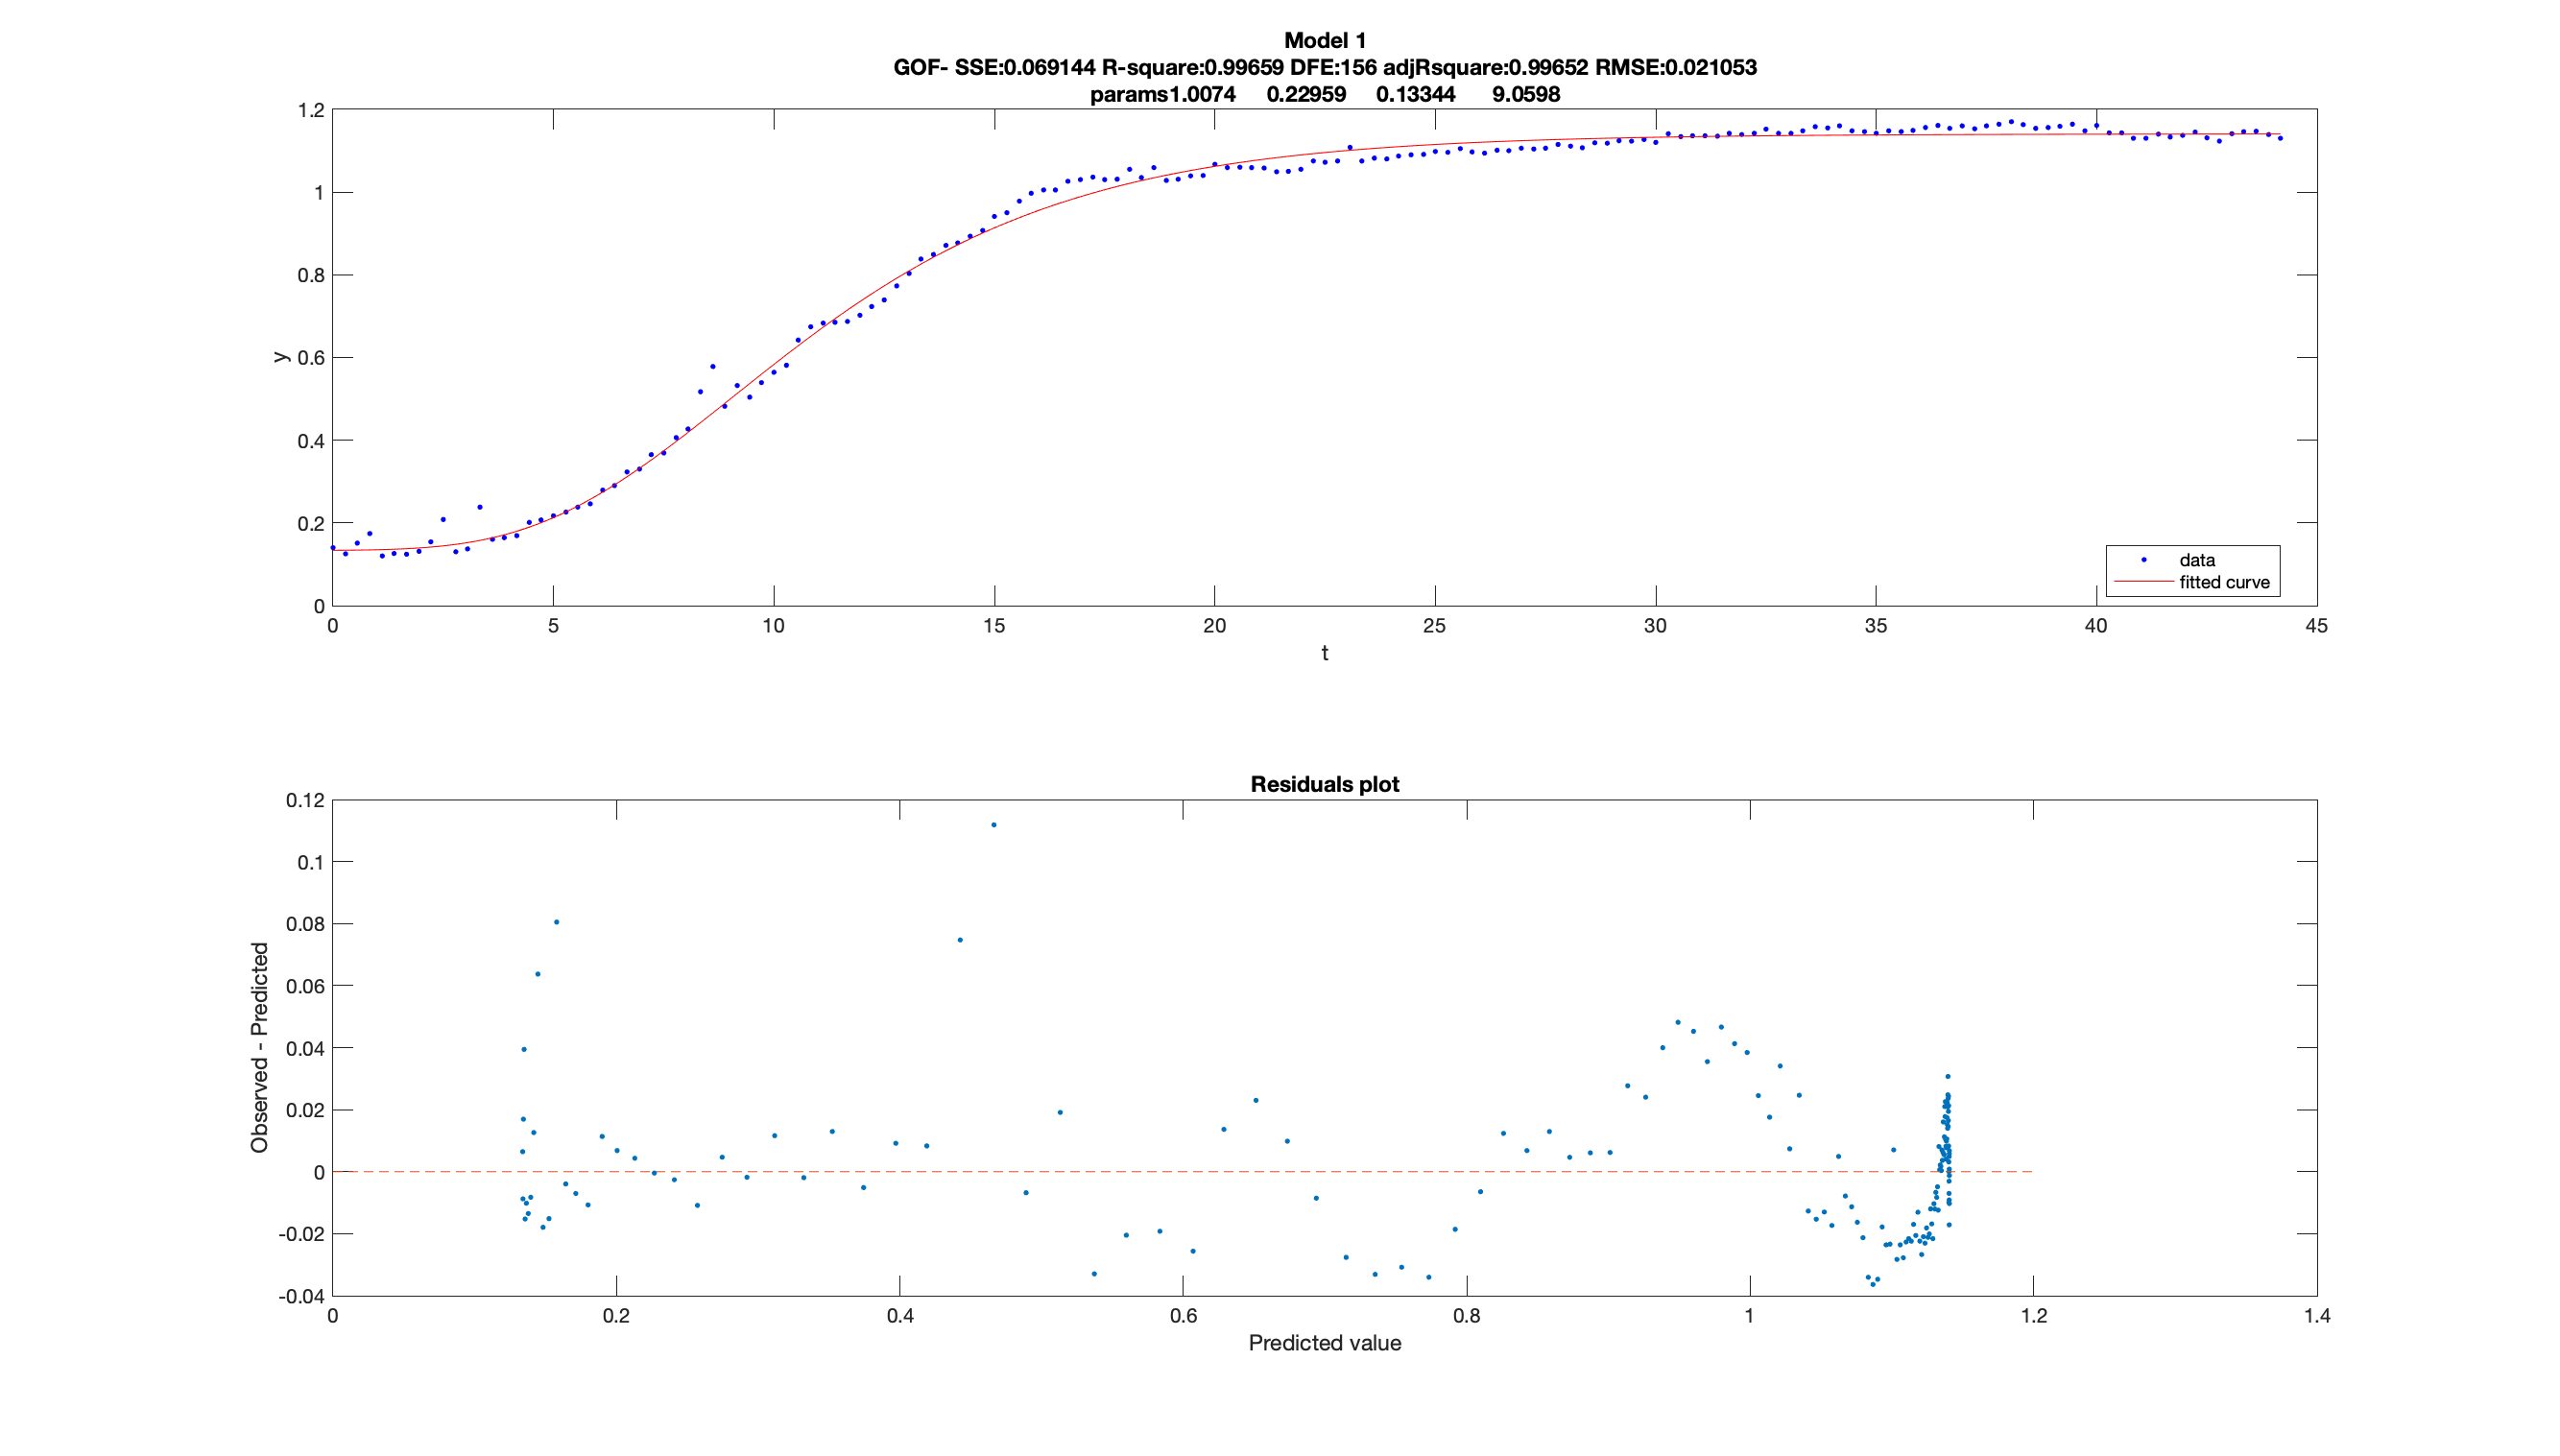 Model 1
GOF- SSE:0.069144 R-square:0.99659 DFE:156 adjRsquare:0.99652 RMSE:0.021053
params1.0074 0.22959 0.13344 9.0598
1.2
1
0.8
0.6
0.4
0.2
0
y
0 5 10 15 20 25 30 35 40 45
t
data
fitted curve
Residuals plot
0.12
0.1
0.08
0.06
0.04
0.02
0
-0.02
-0.04
Observed - Predicted
0 0.2 0.4 0.6 0.8 1 1.2 1.4
Predicted value